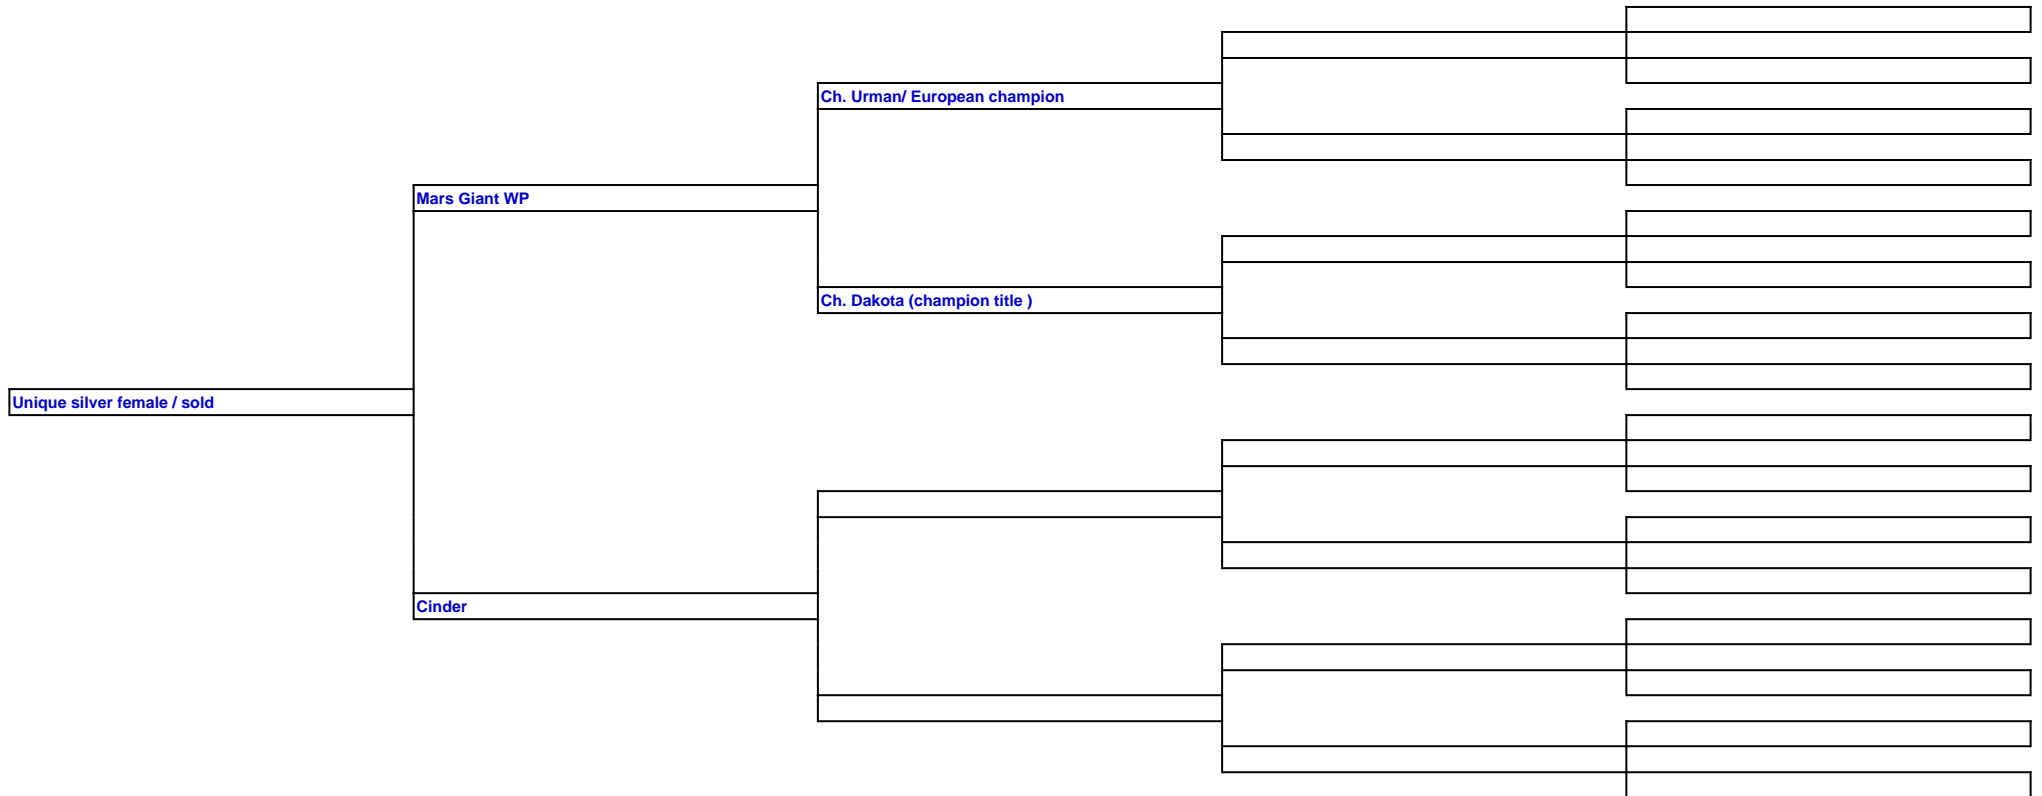 Ch. Urman/ European champion
Mars Giant WP
Ch. Dakota (champion title )
Unique silver female / sold
Cinder